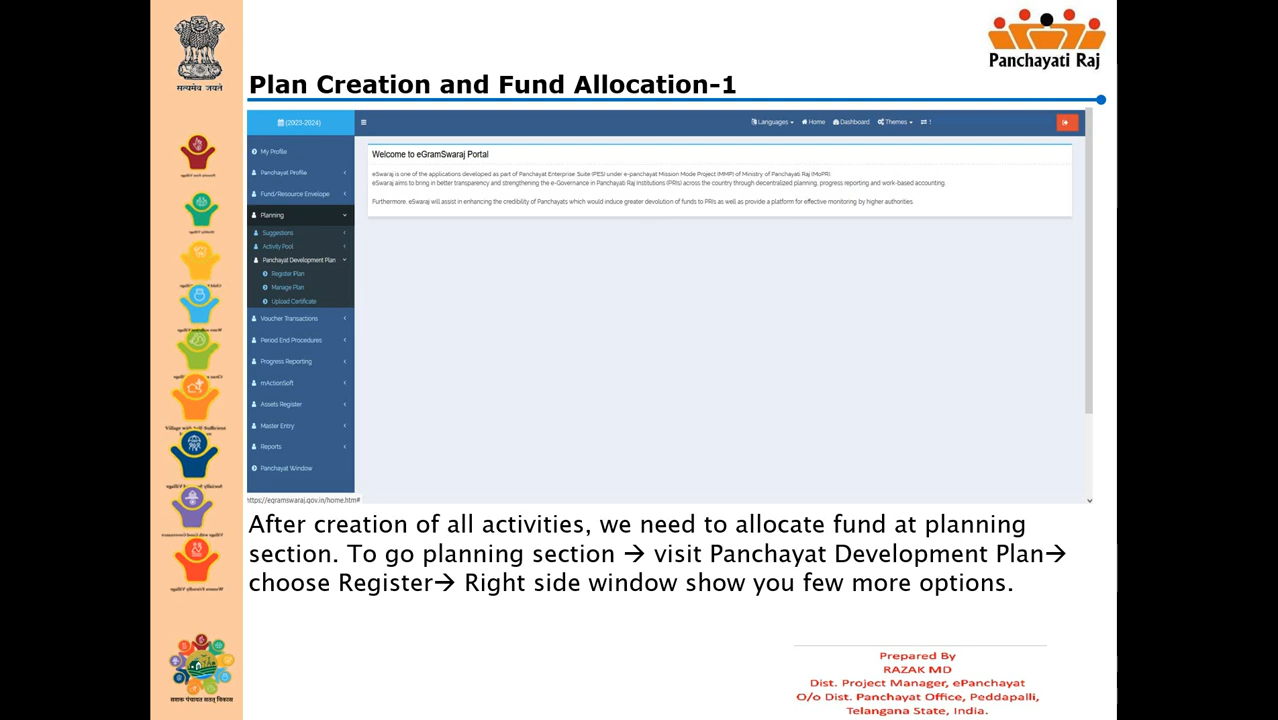 सत्यमेव जयते
Panchayati Raj
Plan Creation and Fund Allocation-1
(2023-2024)
Languages
Home
Dashboard
Themes
!
My Profile
Panchayat Profile
Fund/Resource Envelope
Planning
Suggestions
Activity Pool
Panchayat Development Plan
Register Plan
Manage Plan
Upload Certificate
Voucher Transactions
Period End Procedures
Progress Reporting
mActionSoft
Assets Register
Master Entry
Reports
Panchayat Window
https://egramswaraj.gov.in/home.htm#
Welcome to eGramSwaraj Portal
eSwaraj is one of the applications developed as part of Panchayat Enterprise Suite (PES) under e-panchayat Mission Mode Project (MMP) of Ministry of Panchayati Raj (MoPR).
eSwaraj aims to bring in better transparency and strengthening the e-Governance in Panchayati Raj Institutions (PRIs) across the country through decentralized planning, progress reporting and work-based accounting.
Furthermore, eSwaraj will assist in enhancing the credibility of Panchayats which would induce greater devolution of funds to PRIs as well as provide a platform for effective monitoring by higher authorities.
After creation of all activities, we need to allocate fund at planning
section. To go planning section → visit Panchayat Development Plan→
choose Register→ Right side window show you few more options.
सशक्त पंचायत सतत् विकास
Prepared By
RAZAK MD
Dist. Project Manager, ePanchayat
O/o Dist. Panchayat Office, Peddapalli,
Telangana State, India.